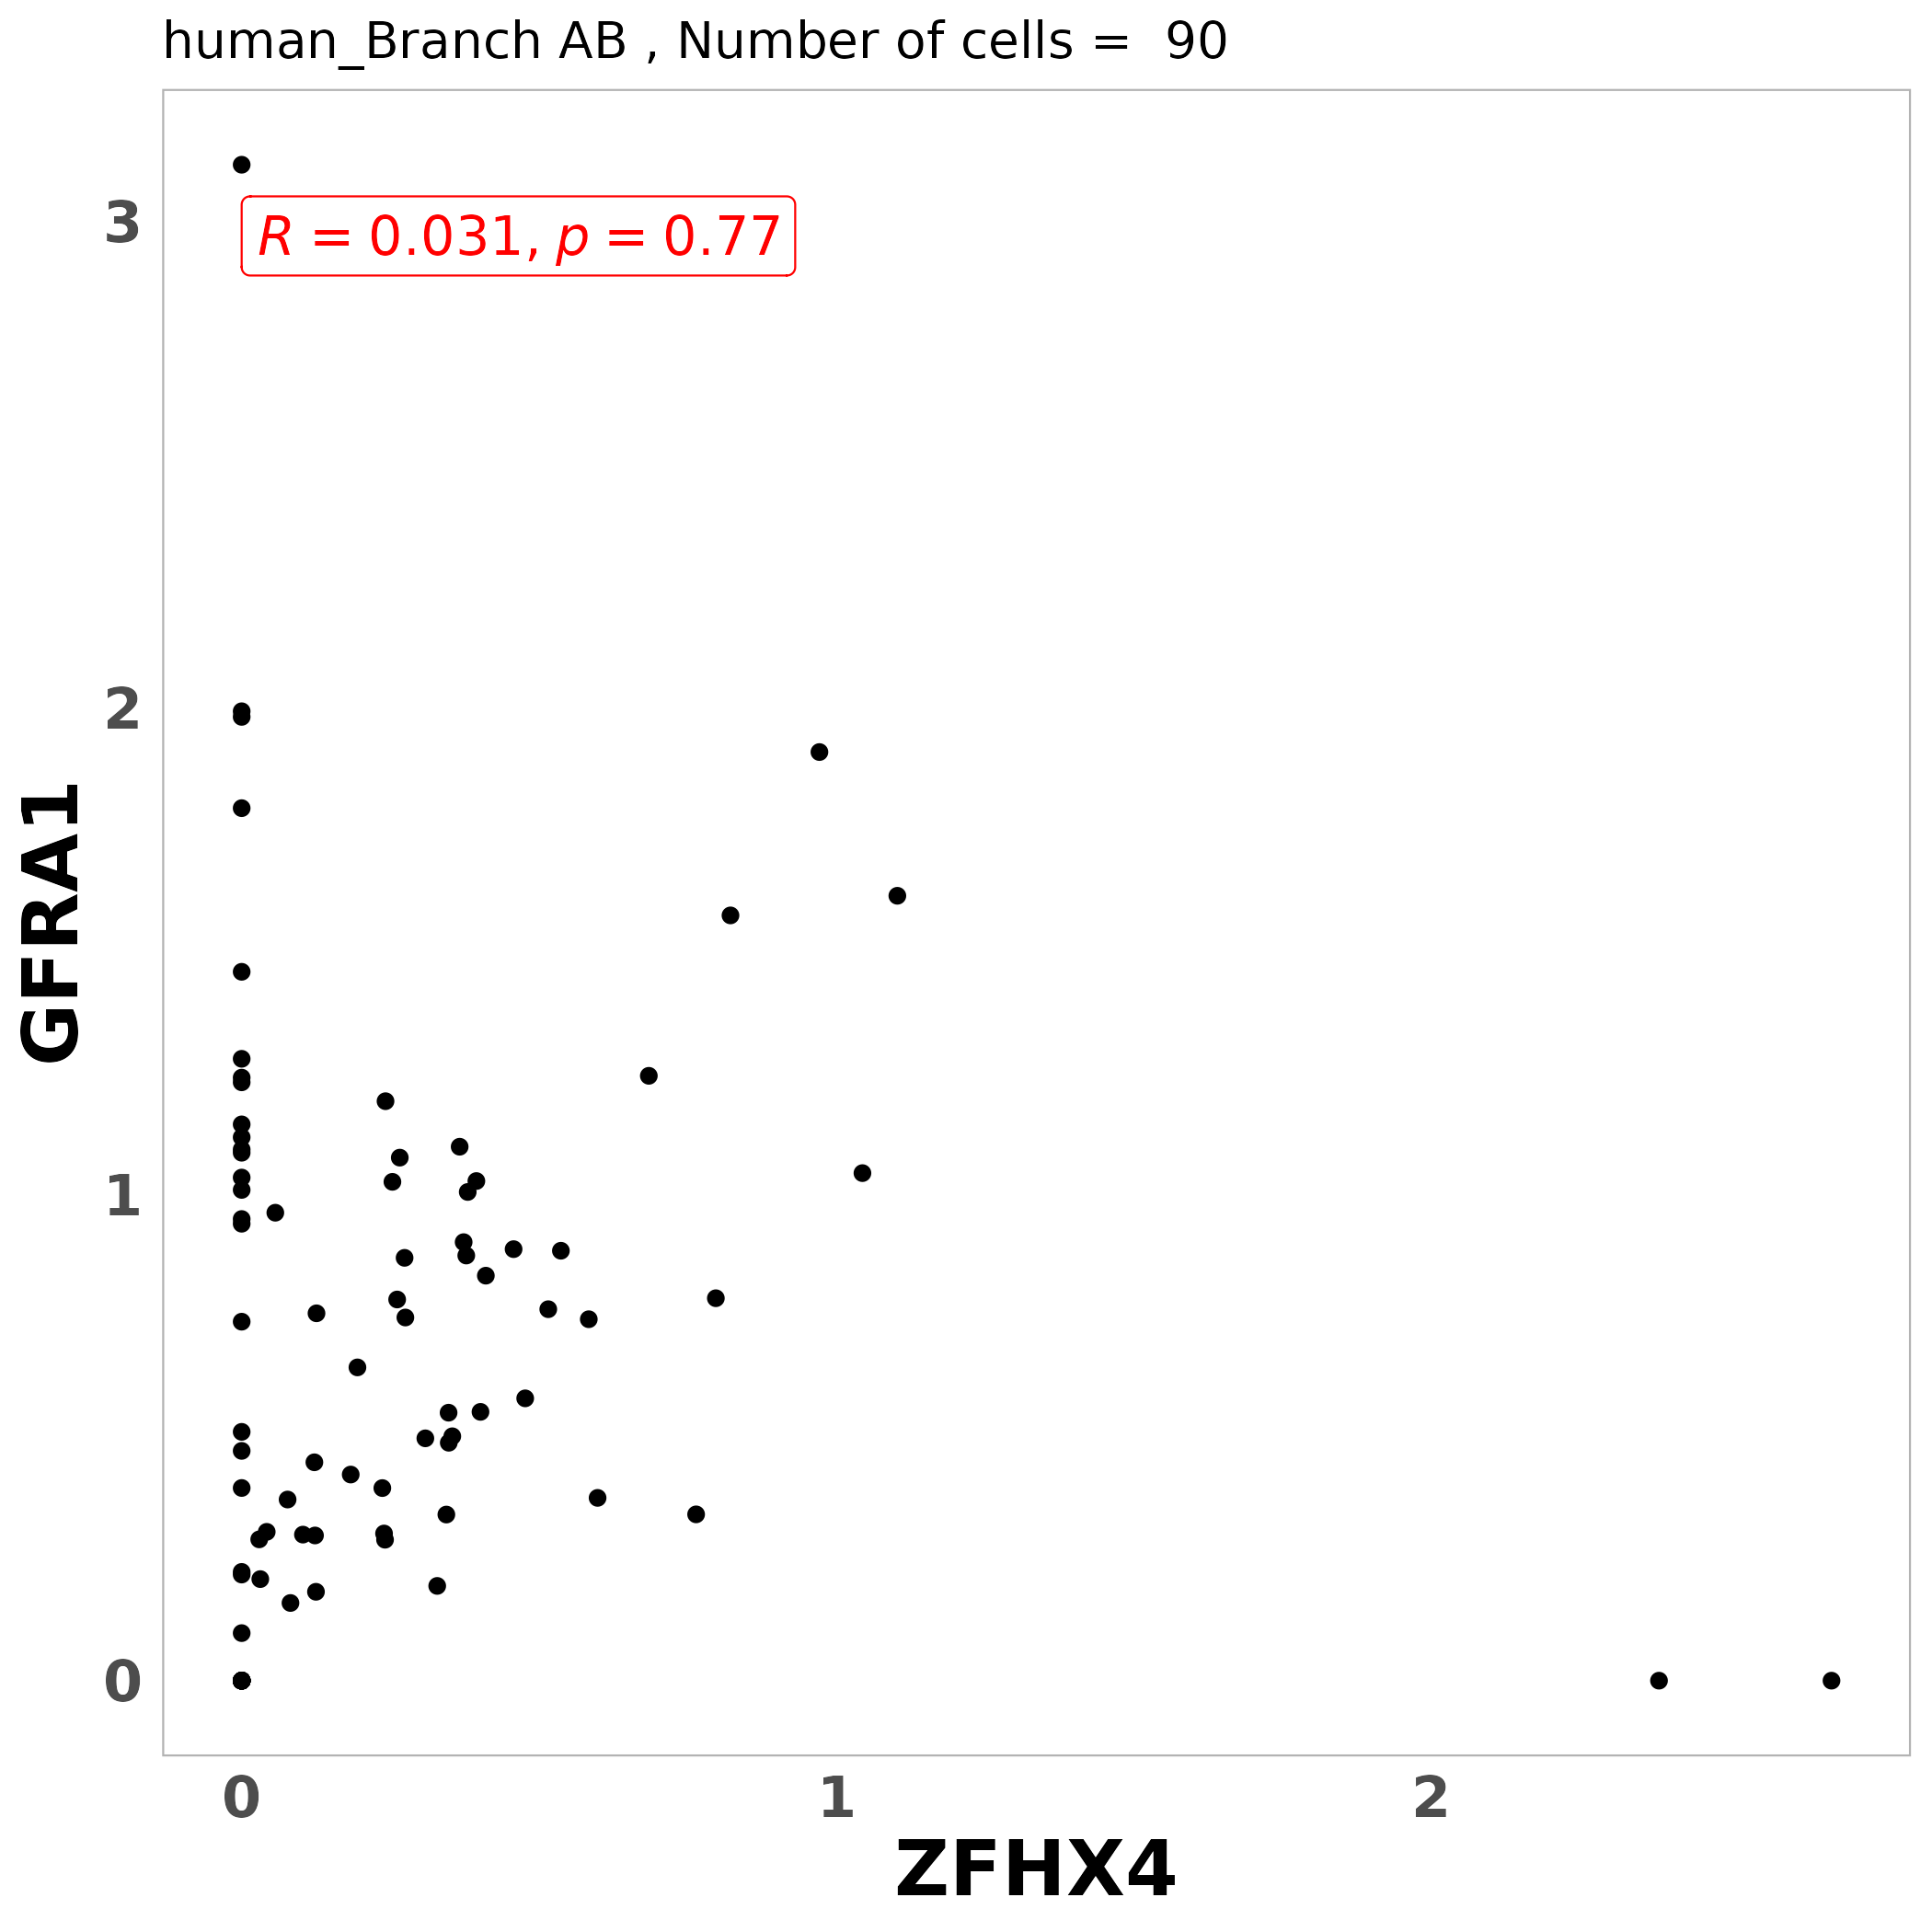 human_Branch AB , Number of cells =  90
R = 0.031, p = 0.77
3
2
1
0
GFRA1
0
1
2
ZFHX4